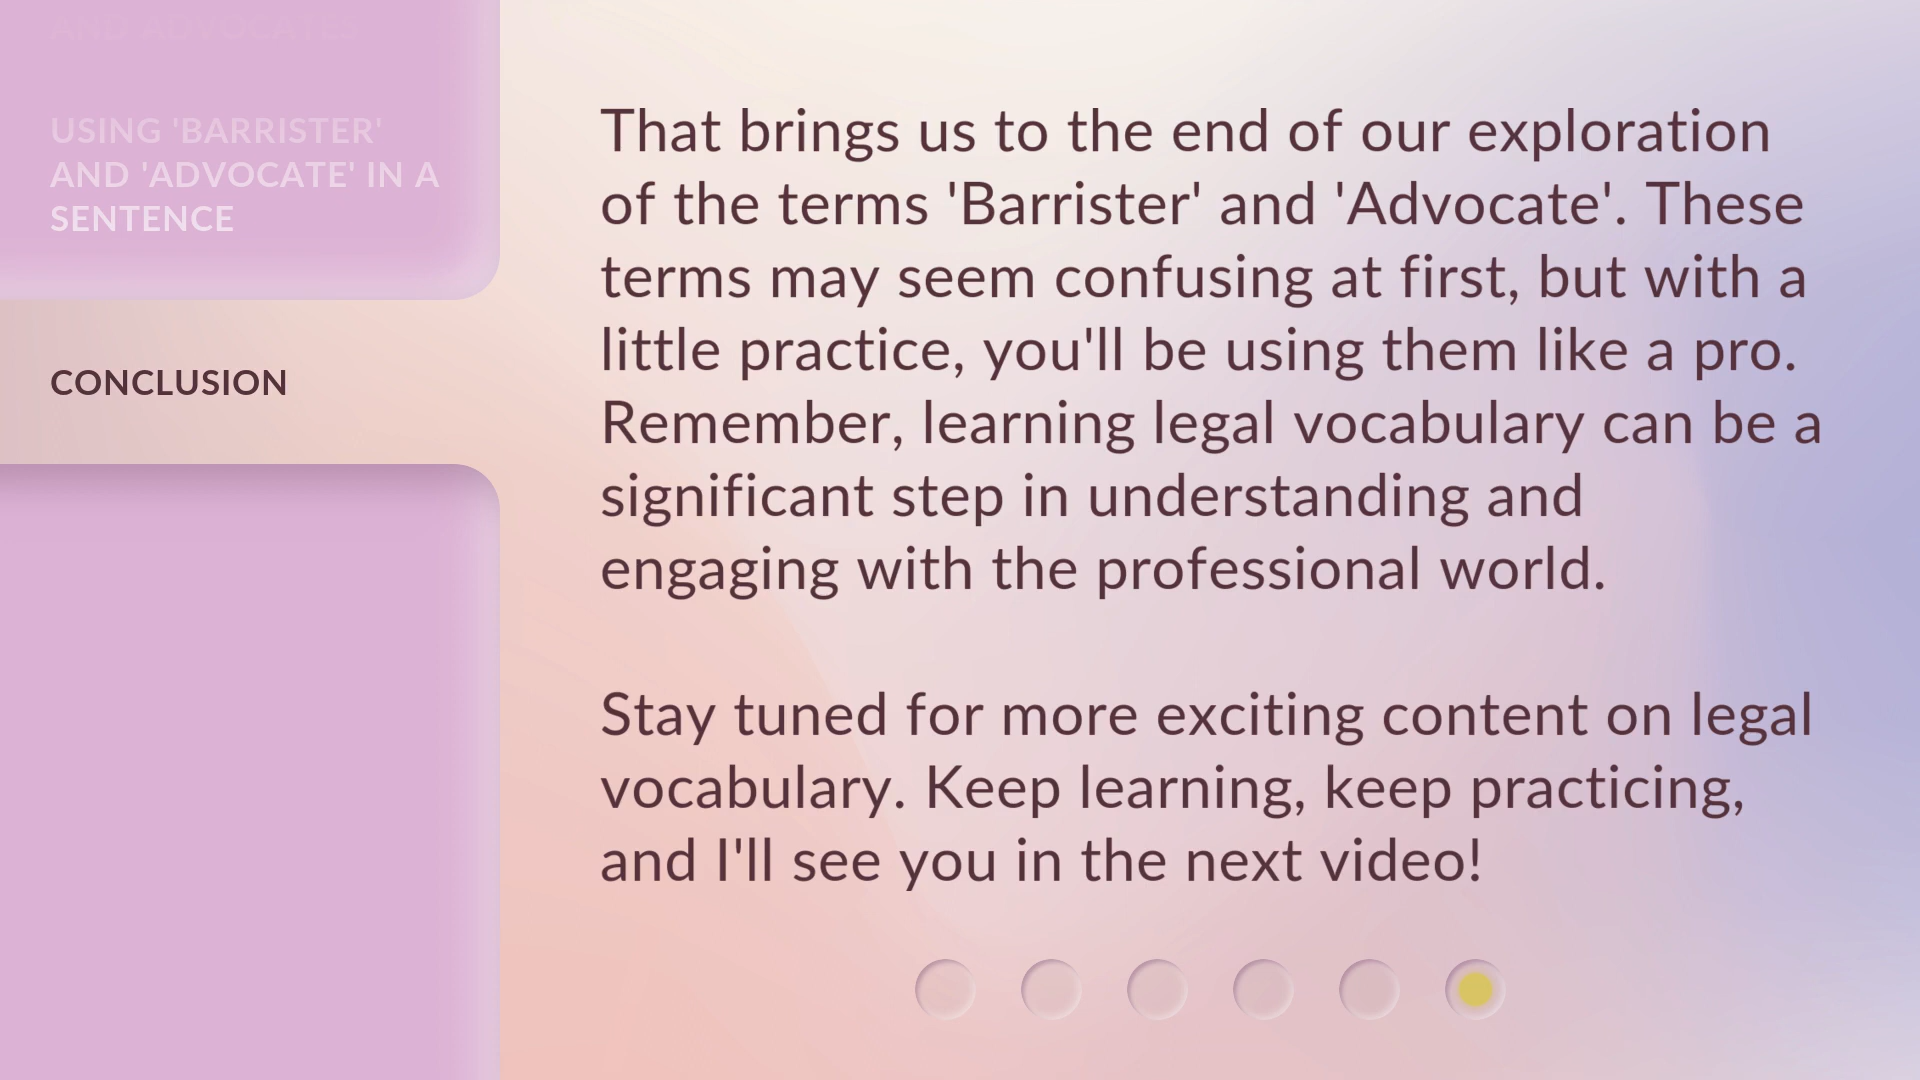 AND ADVOCATES
USING 'BARRISTER'
AND 'ADVOCATE' IN A
SENTENCE
CONCLUSION
That brings us to the end of our exploration
of the terms 'Barrister' and 'Advocate'. These
terms may seem confusing at first, but with a
little practice, you'll be using them like a pro.
Remember, learning legal vocabulary can be a
significant step in understanding and
engaging with the professional world.
Stay tuned for more exciting content on legal
vocabulary. Keep learning, keep practicing,
and I'll see you in the next video!